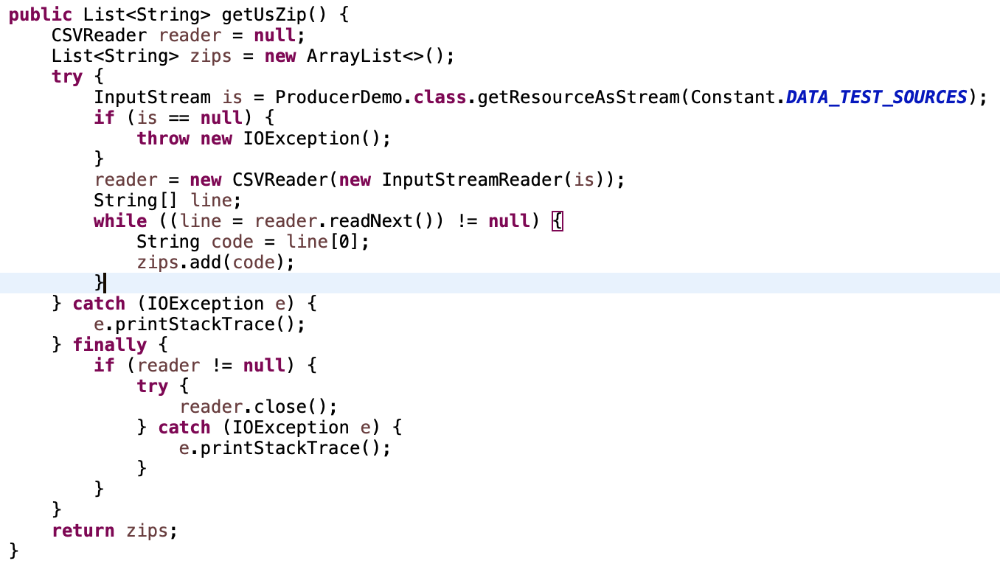 public List<String> getUsZip() {
    CSVReader reader = null;
    List<String> zips = new ArrayList<>();
    try {
        InputStream is = ProducerDemo.class.getResourceAsStream(Constant.DATA_TEST_SOURCES);
        if (is == null) {
            throw new IOException();
        }
        reader = new CSVReader(new InputStreamReader(is));
        String[] line;
        while ((line = reader.readNext()) != null) {
            String code = line[0];
            zips.add(code);
        }
    } catch (IOException e) {
        e.printStackTrace();
    } finally {
        if (reader != null) {
            try {
                reader.close();
            } catch (IOException e) {
                e.printStackTrace();
            }
        }
    }
    return zips;
}